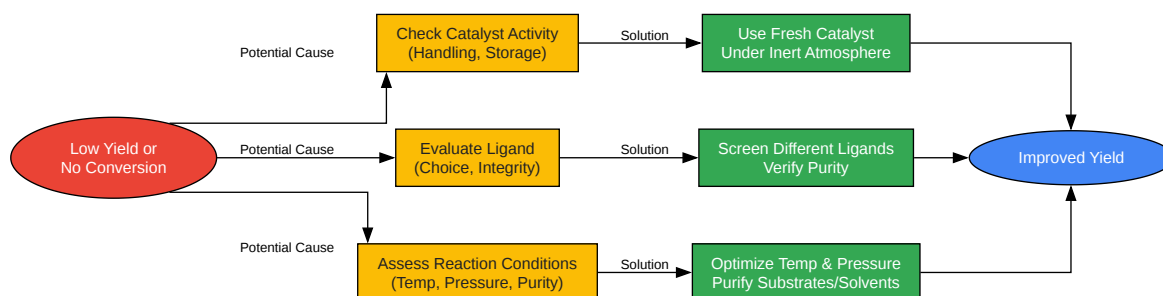 Low Yield or
No Conversion
Potential Cause
Check Catalyst Activity
(Handling, Storage)
Solution
Use Fresh Catalyst
Under Inert Atmosphere
Potential Cause
Evaluate Ligand
(Choice, Integrity)
Solution
Screen Different Ligands
Verify Purity
Improved Yield
Potential Cause
Assess Reaction Conditions
(Temp, Pressure, Purity)
Solution
Optimize Temp & Pressure
Purify Substrates/Solvents